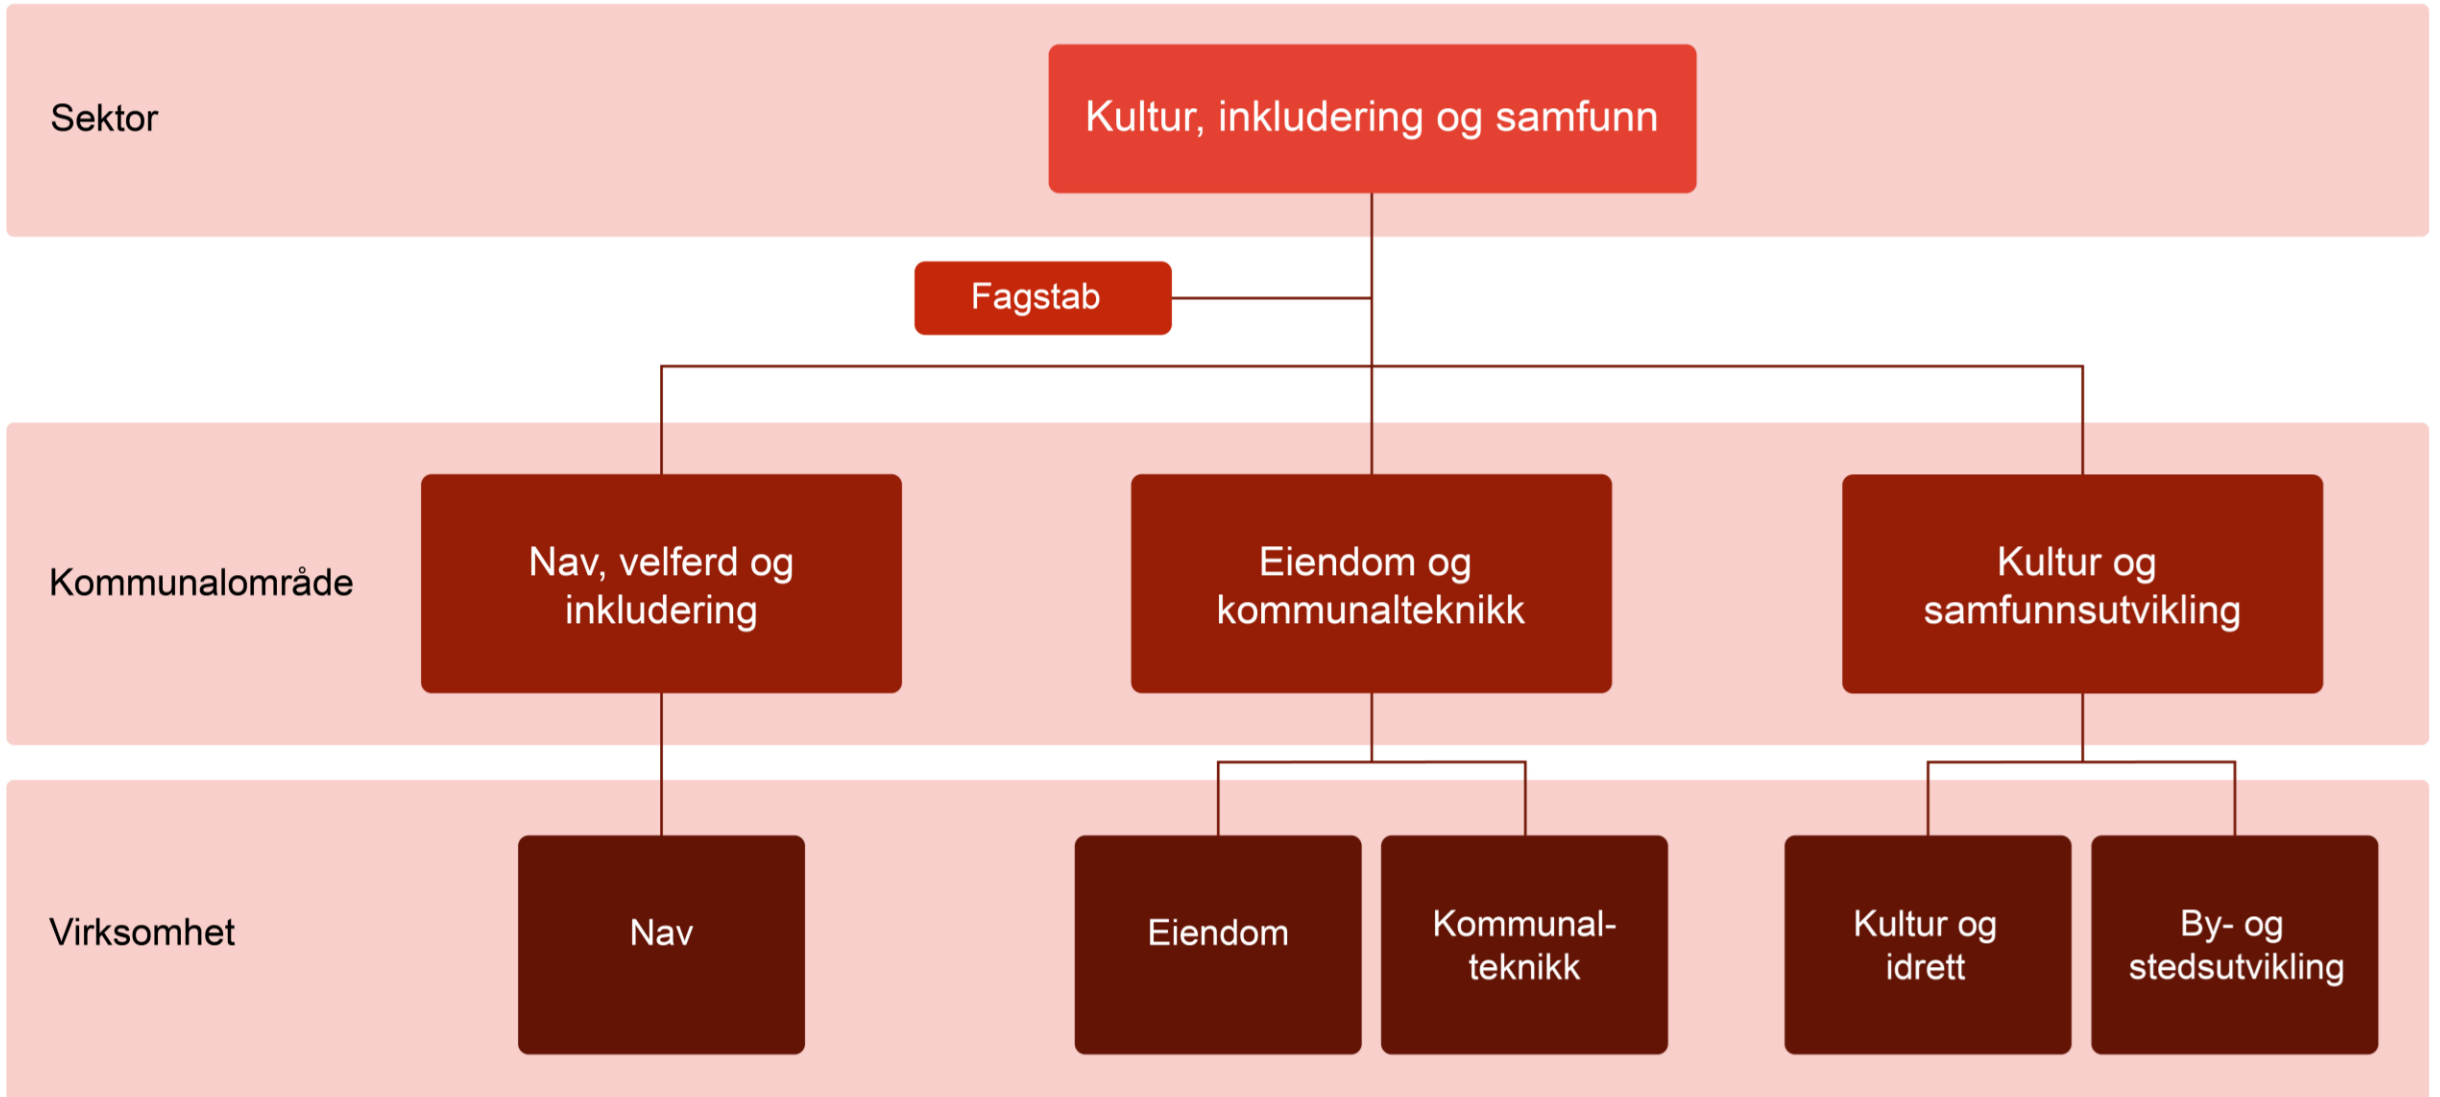 Sektor
Kultur, inkludering og samfunn
Fagstab
Kommunalområde
Nav, velferd og
inkludering
Eiendom og
kommunalteknikk
Kultur og
samfunnsutvikling
Virksomhet
Nav
Eiendom
Kommunal-
teknikk
Kultur og
idrett
By- og
stedsutvikling